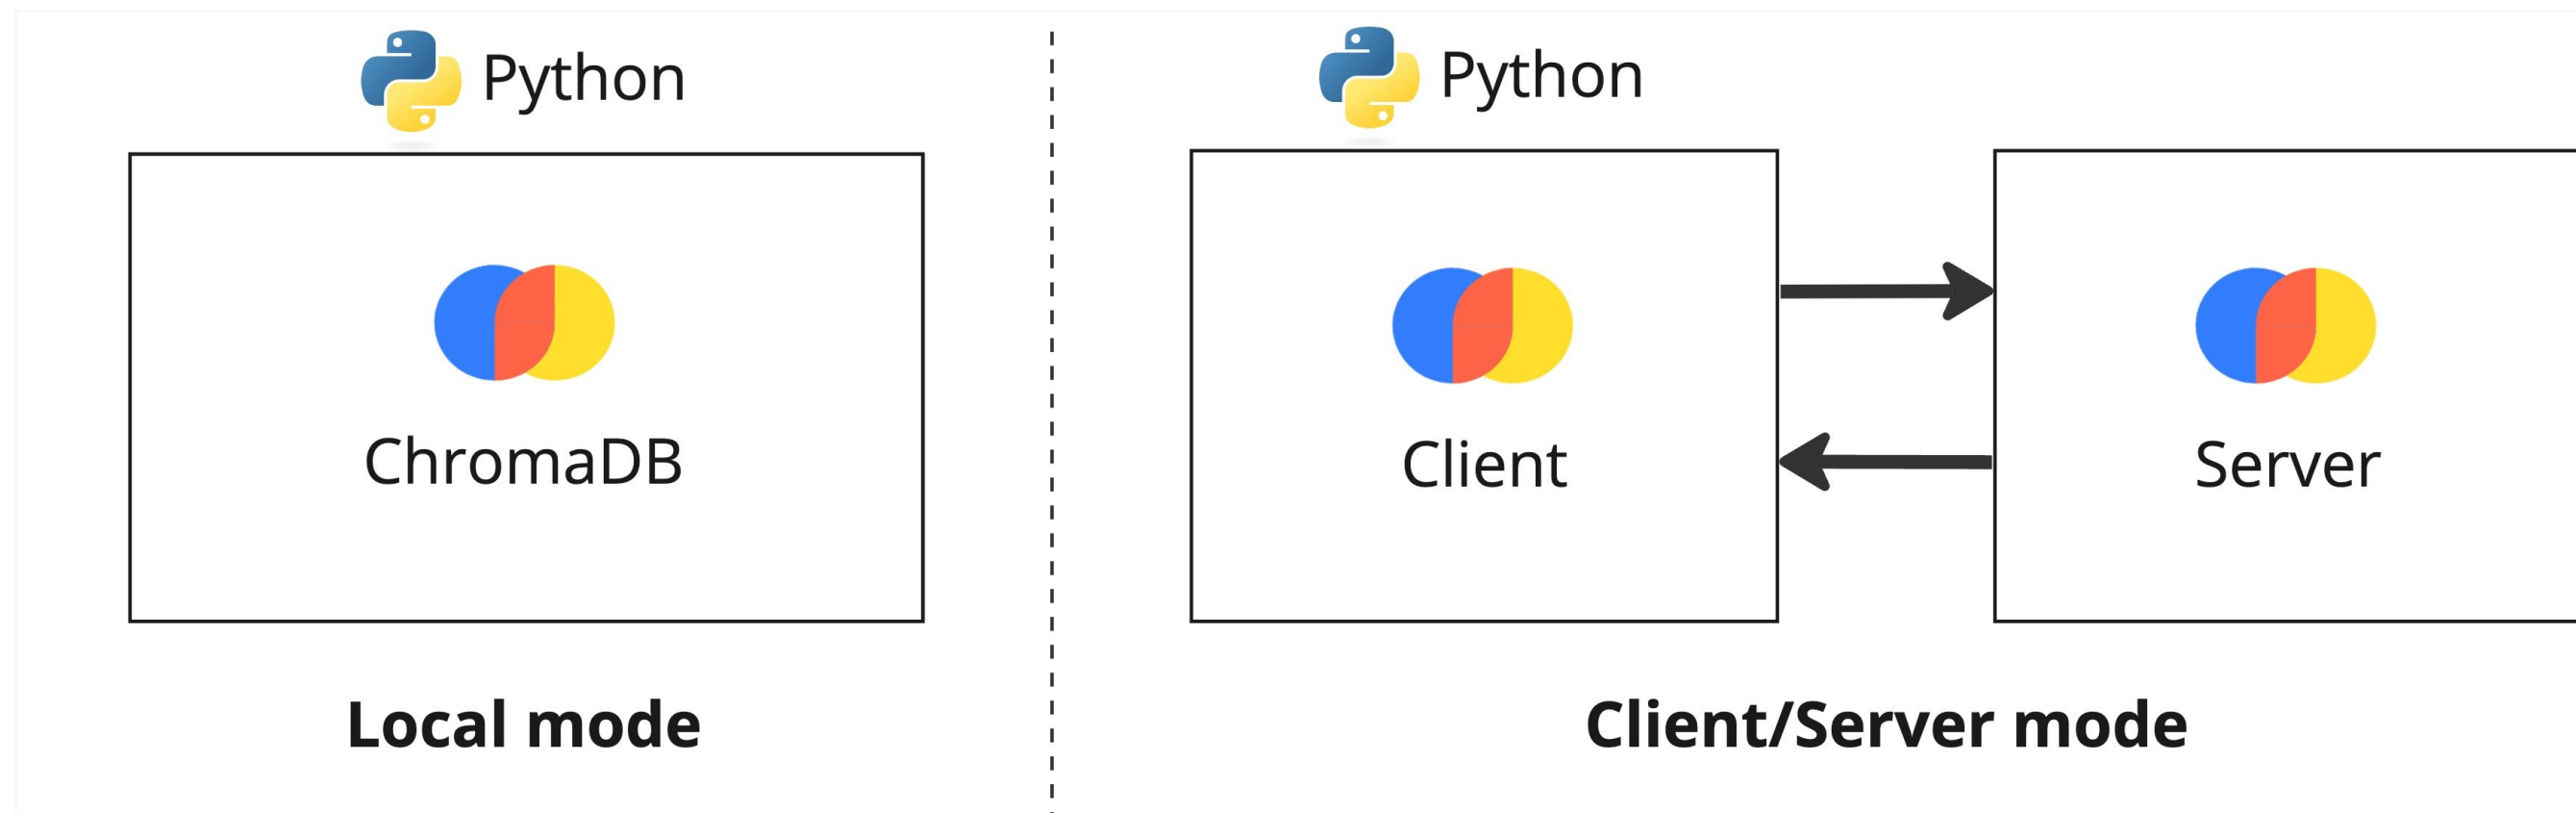 Python
ChromaDB
Local mode
Python
Client
Server
Client/Server mode